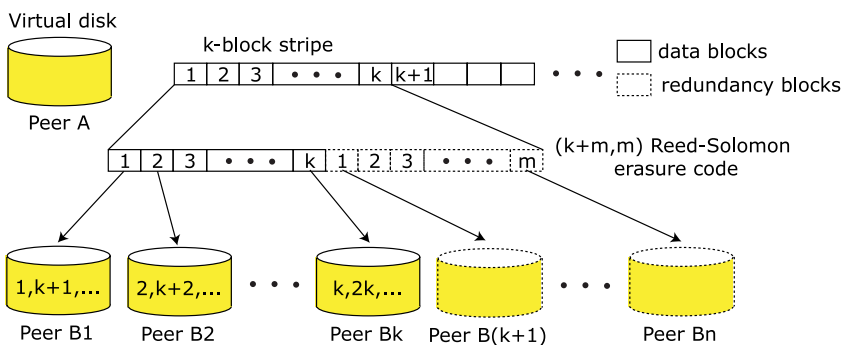 Virtual disk
Peer A
k-block stripe
1 2 3 • • • k k+1 • • •
data blocks
redundancy blocks
1 2 3 • • • k 1 2 3 • • • m
(k+m,m) Reed-Solomon
erasure code
1,k+1,... 2,k+2,... • • • k,2k,... • • •
Peer B1 Peer B2 Peer Bk Peer B(k+1) Peer Bn